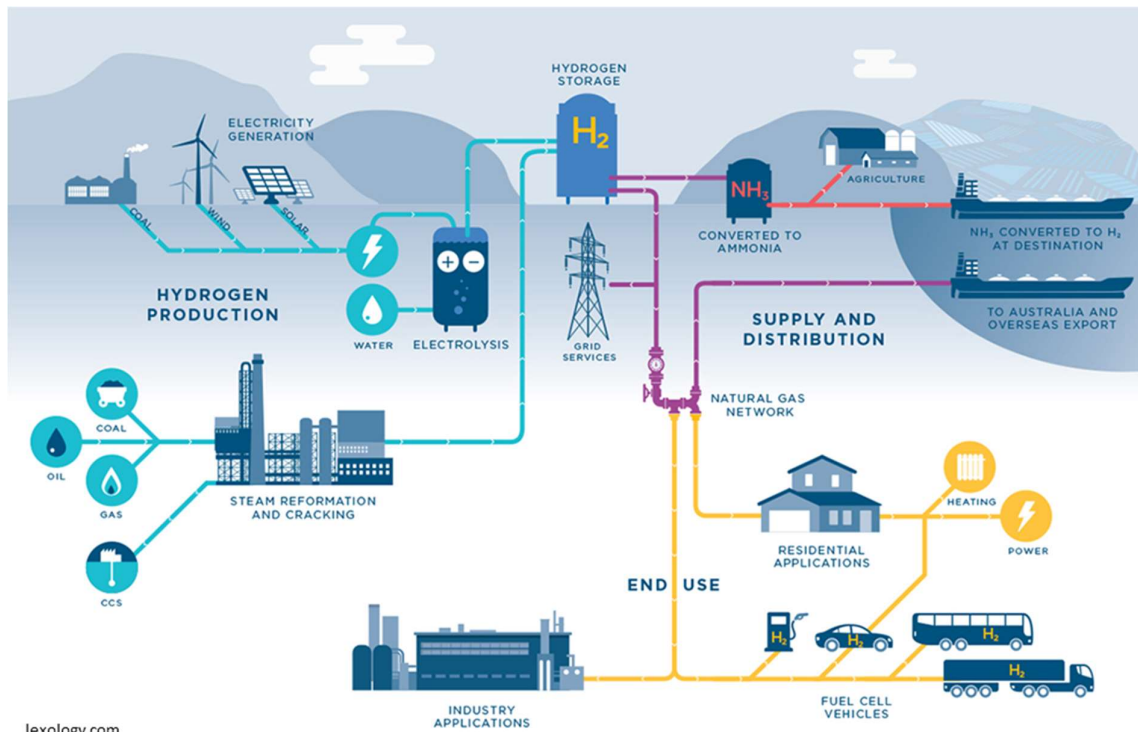 HYDROGEN
STORAGE
H₂
ELECTRICITY
GENERATION
COAL
WIND
SOLAR
HYDROGEN
PRODUCTION
WATER
+ −
ELECTROLYSIS
GRID
SERVICES
NH₃
CONVERTED TO
AMMONIA
AGRICULTURE
NH₃ CONVERTED TO H₂
AT DESTINATION
TO AUSTRALIA AND
OVERSEAS EXPORT
SUPPLY AND
DISTRIBUTION
NATURAL GAS
NETWORK
COAL
OIL
GAS
CCS
STEAM REFORMATION
AND CRACKING
RESIDENTIAL
APPLICATIONS
HEATING
POWER
END USE
H₂
H₂
H₂
H₂
FUEL CELL
VEHICLES
INDUSTRY
APPLICATIONS
lexology.com